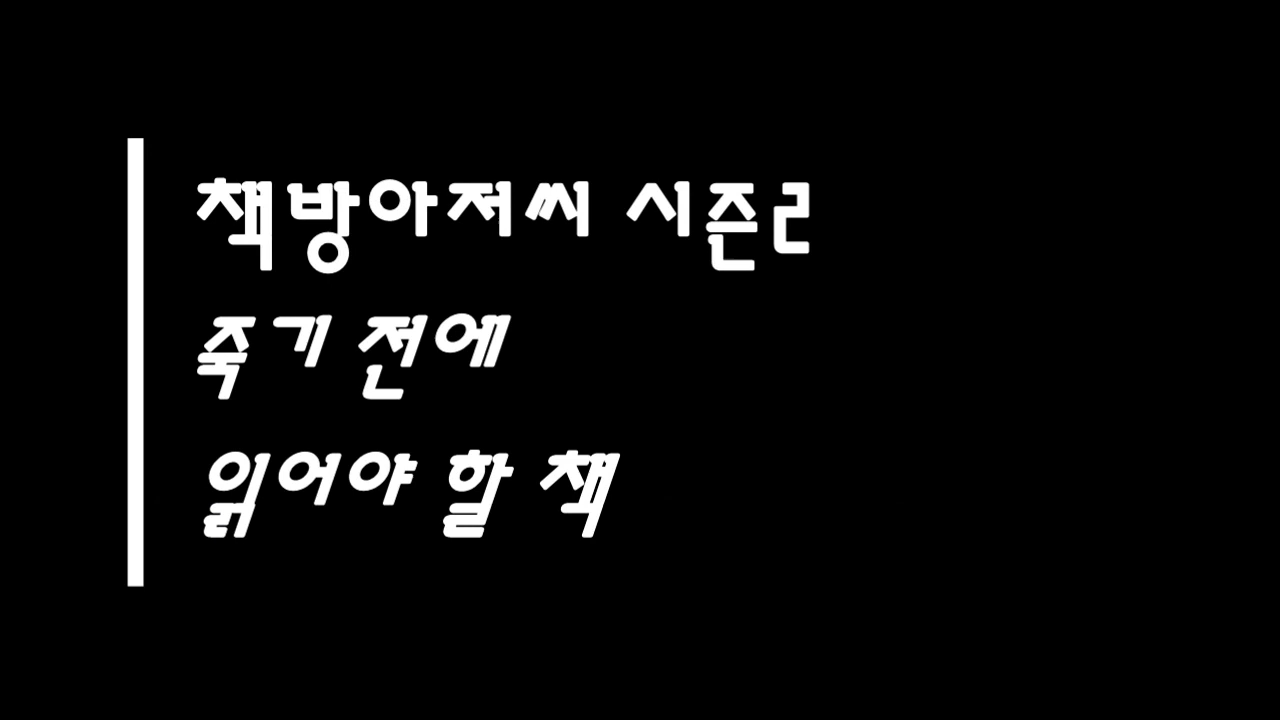 책방아저씨 시즌2
죽기 전에
읽어야 할 책